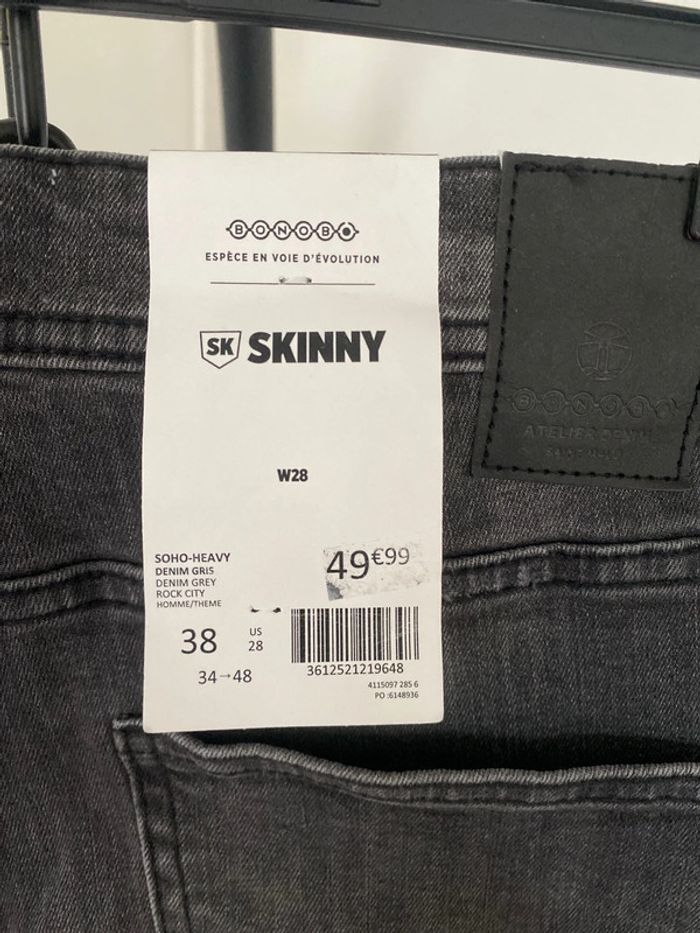 BONOBO
ESPÈCE EN VOIE D'ÉVOLUTION
SK SKINNY
W28
SOHO-HEAVY
DENIM GRIS
DENIM GREY
ROCK CITY
HOMME/THEME
49€99
38
US
28
34→48
3612521219648
4115097 285 6
PO :6148936
BONOBO
ATELIER DENIM